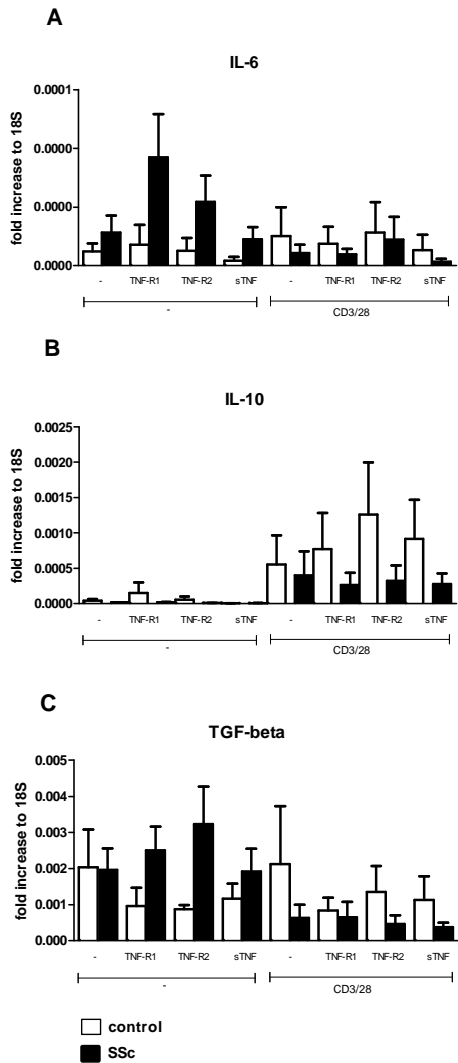 A
IL-6
fold increase to 18S
0.0001
0.0000
0.0000
0.0000
- TNF-R1 TNF-R2 sTNF - TNF-R1 TNF-R2 sTNF
- CD3/28
B
IL-10
fold increase to 18S
0.0025
0.0020
0.0015
0.0010
0.0005
0.0000
- TNF-R1 TNF-R2 sTNF - TNF-R1 TNF-R2 sTNF
- CD3/28
C
TGF-beta
fold increase to 18S
0.005
0.004
0.003
0.002
0.001
0.000
- TNF-R1 TNF-R2 sTNF - TNF-R1 TNF-R2 sTNF
- CD3/28
control
SSc